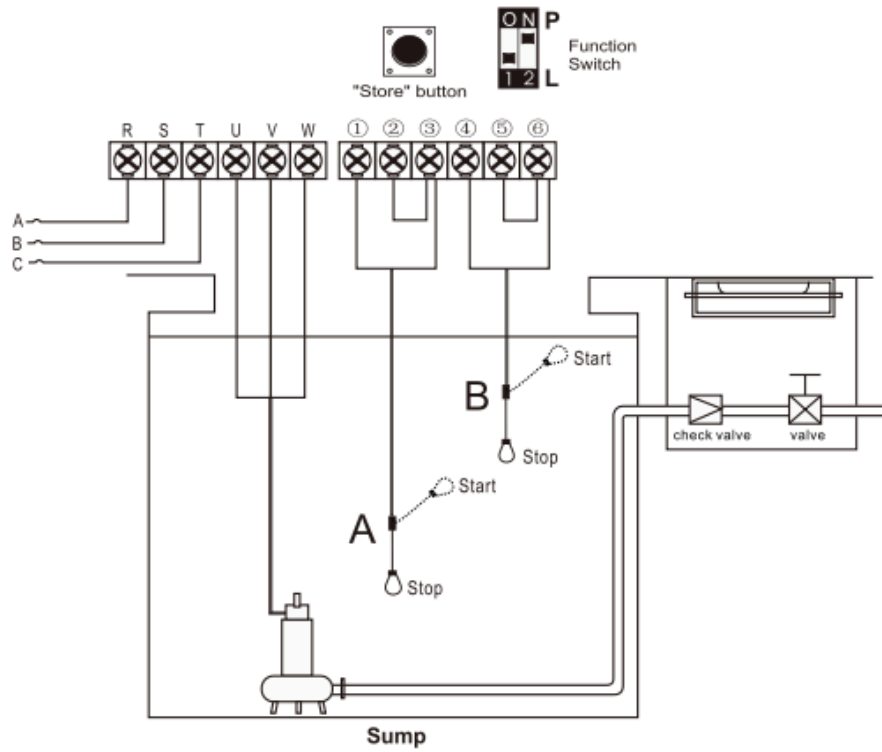 ON P
Function
Switch
1 2 L
"Store" button
R S T U V W ① ② ③ ④ ⑤ ⑥
A
B
C
Start
B
Stop
check valve valve
Start
A
Stop
Sump